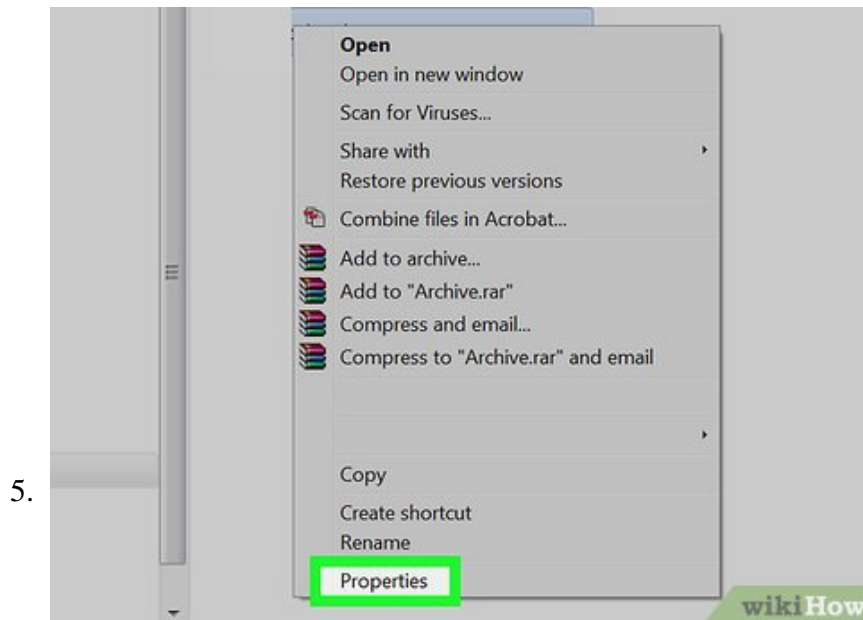 Open
Open in new window
Scan for Viruses...
Share with
Restore previous versions
Combine files in Acrobat...
Add to archive...
Add to "Archive.rar"
Compress and email...
Compress to "Archive.rar" and email
Copy
5.
Create shortcut
Rename
Properties
wikiHow